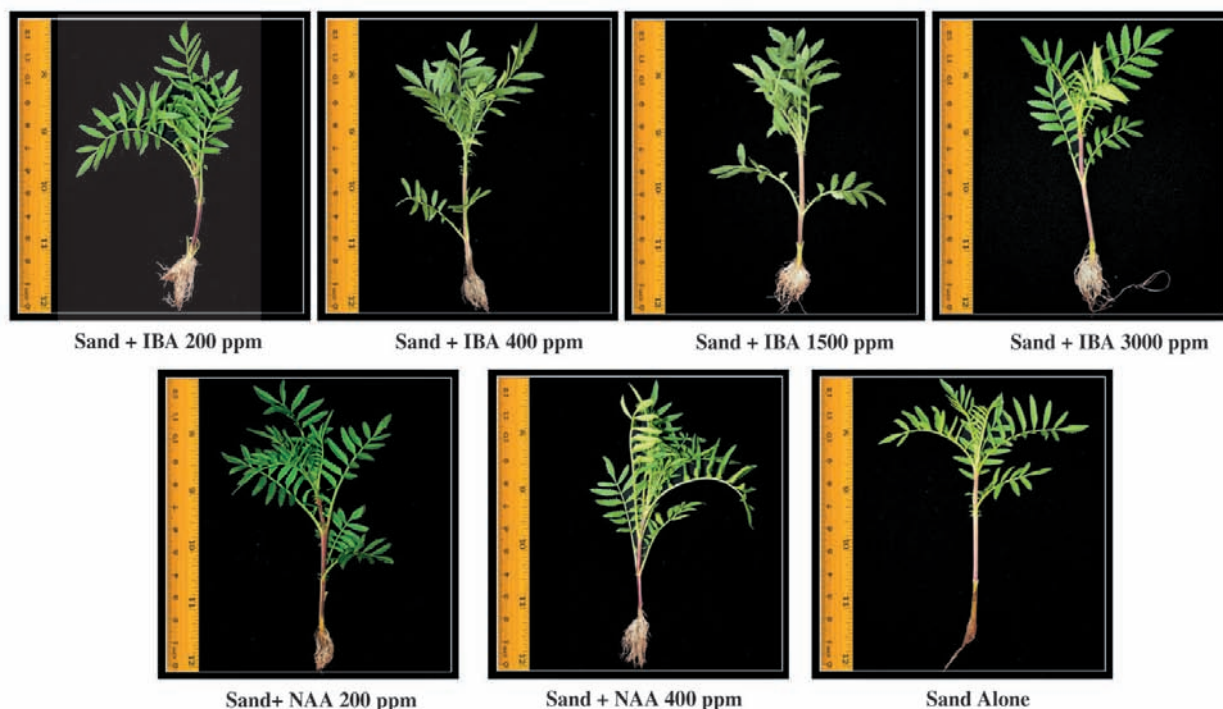 Sand + IBA 200 ppm
Sand + IBA 400 ppm
Sand + IBA 1500 ppm
Sand + IBA 3000 ppm
Sand+ NAA 200 ppm
Sand + NAA 400 ppm
Sand Alone